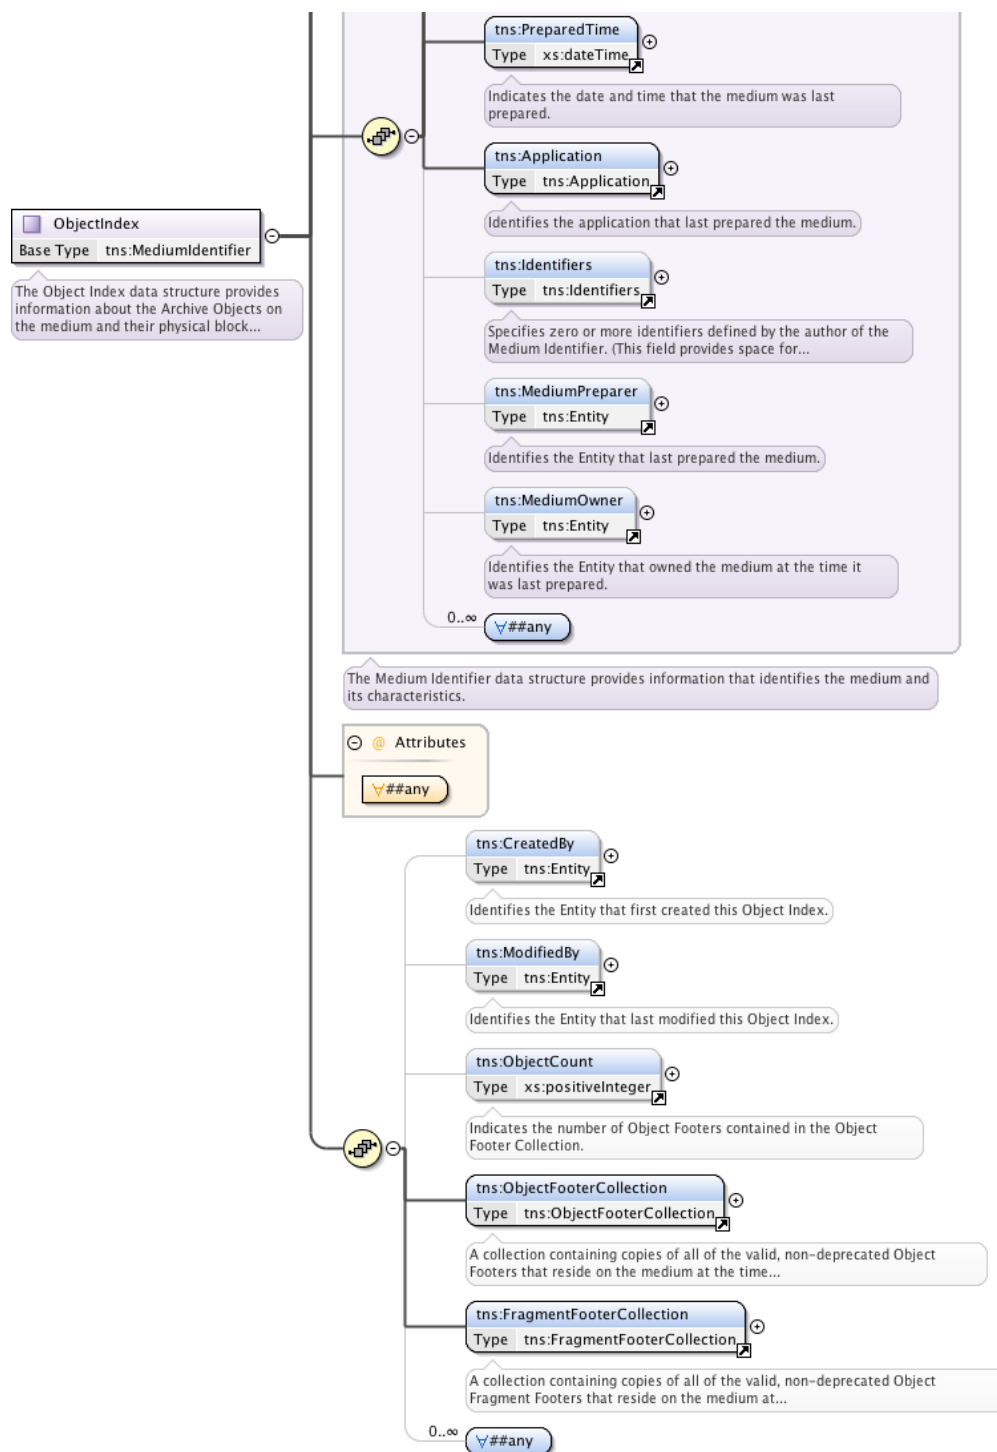 tns:PreparedTime
Type xs:dateTime
Indicates the date and time that the medium was last
prepared.
tns:Application
Type tns:Application
Identifies the application that last prepared the medium.
ObjectIndex
Base Type tns:MediumIdentifier
The Object Index data structure provides
information about the Archive Objects on
the medium and their physical block...
tns:Identifiers
Type tns:Identifiers
Specifies zero or more identifiers defined by the author of the
Medium Identifier. (This field provides space for...
tns:MediumPreparer
Type tns:Entity
Identifies the Entity that last prepared the medium.
tns:MediumOwner
Type tns:Entity
Identifies the Entity that owned the medium at the time it
was last prepared.
0..∞
∀##any
The Medium Identifier data structure provides information that identifies the medium and
its characteristics.
@ Attributes
∀##any
tns:CreatedBy
Type tns:Entity
Identifies the Entity that first created this Object Index.
tns:ModifiedBy
Type tns:Entity
Identifies the Entity that last modified this Object Index.
tns:ObjectCount
Type xs:positiveInteger
Indicates the number of Object Footers contained in the Object
Footer Collection.
tns:ObjectFooterCollection
Type tns:ObjectFooterCollection
A collection containing copies of all of the valid, non-deprecated Object
Footers that reside on the medium at the time...
tns:FragmentFooterCollection
Type tns:FragmentFooterCollection
A collection containing copies of all of the valid, non-deprecated Object
Fragment Footers that reside on the medium at...
0..∞
∀##any